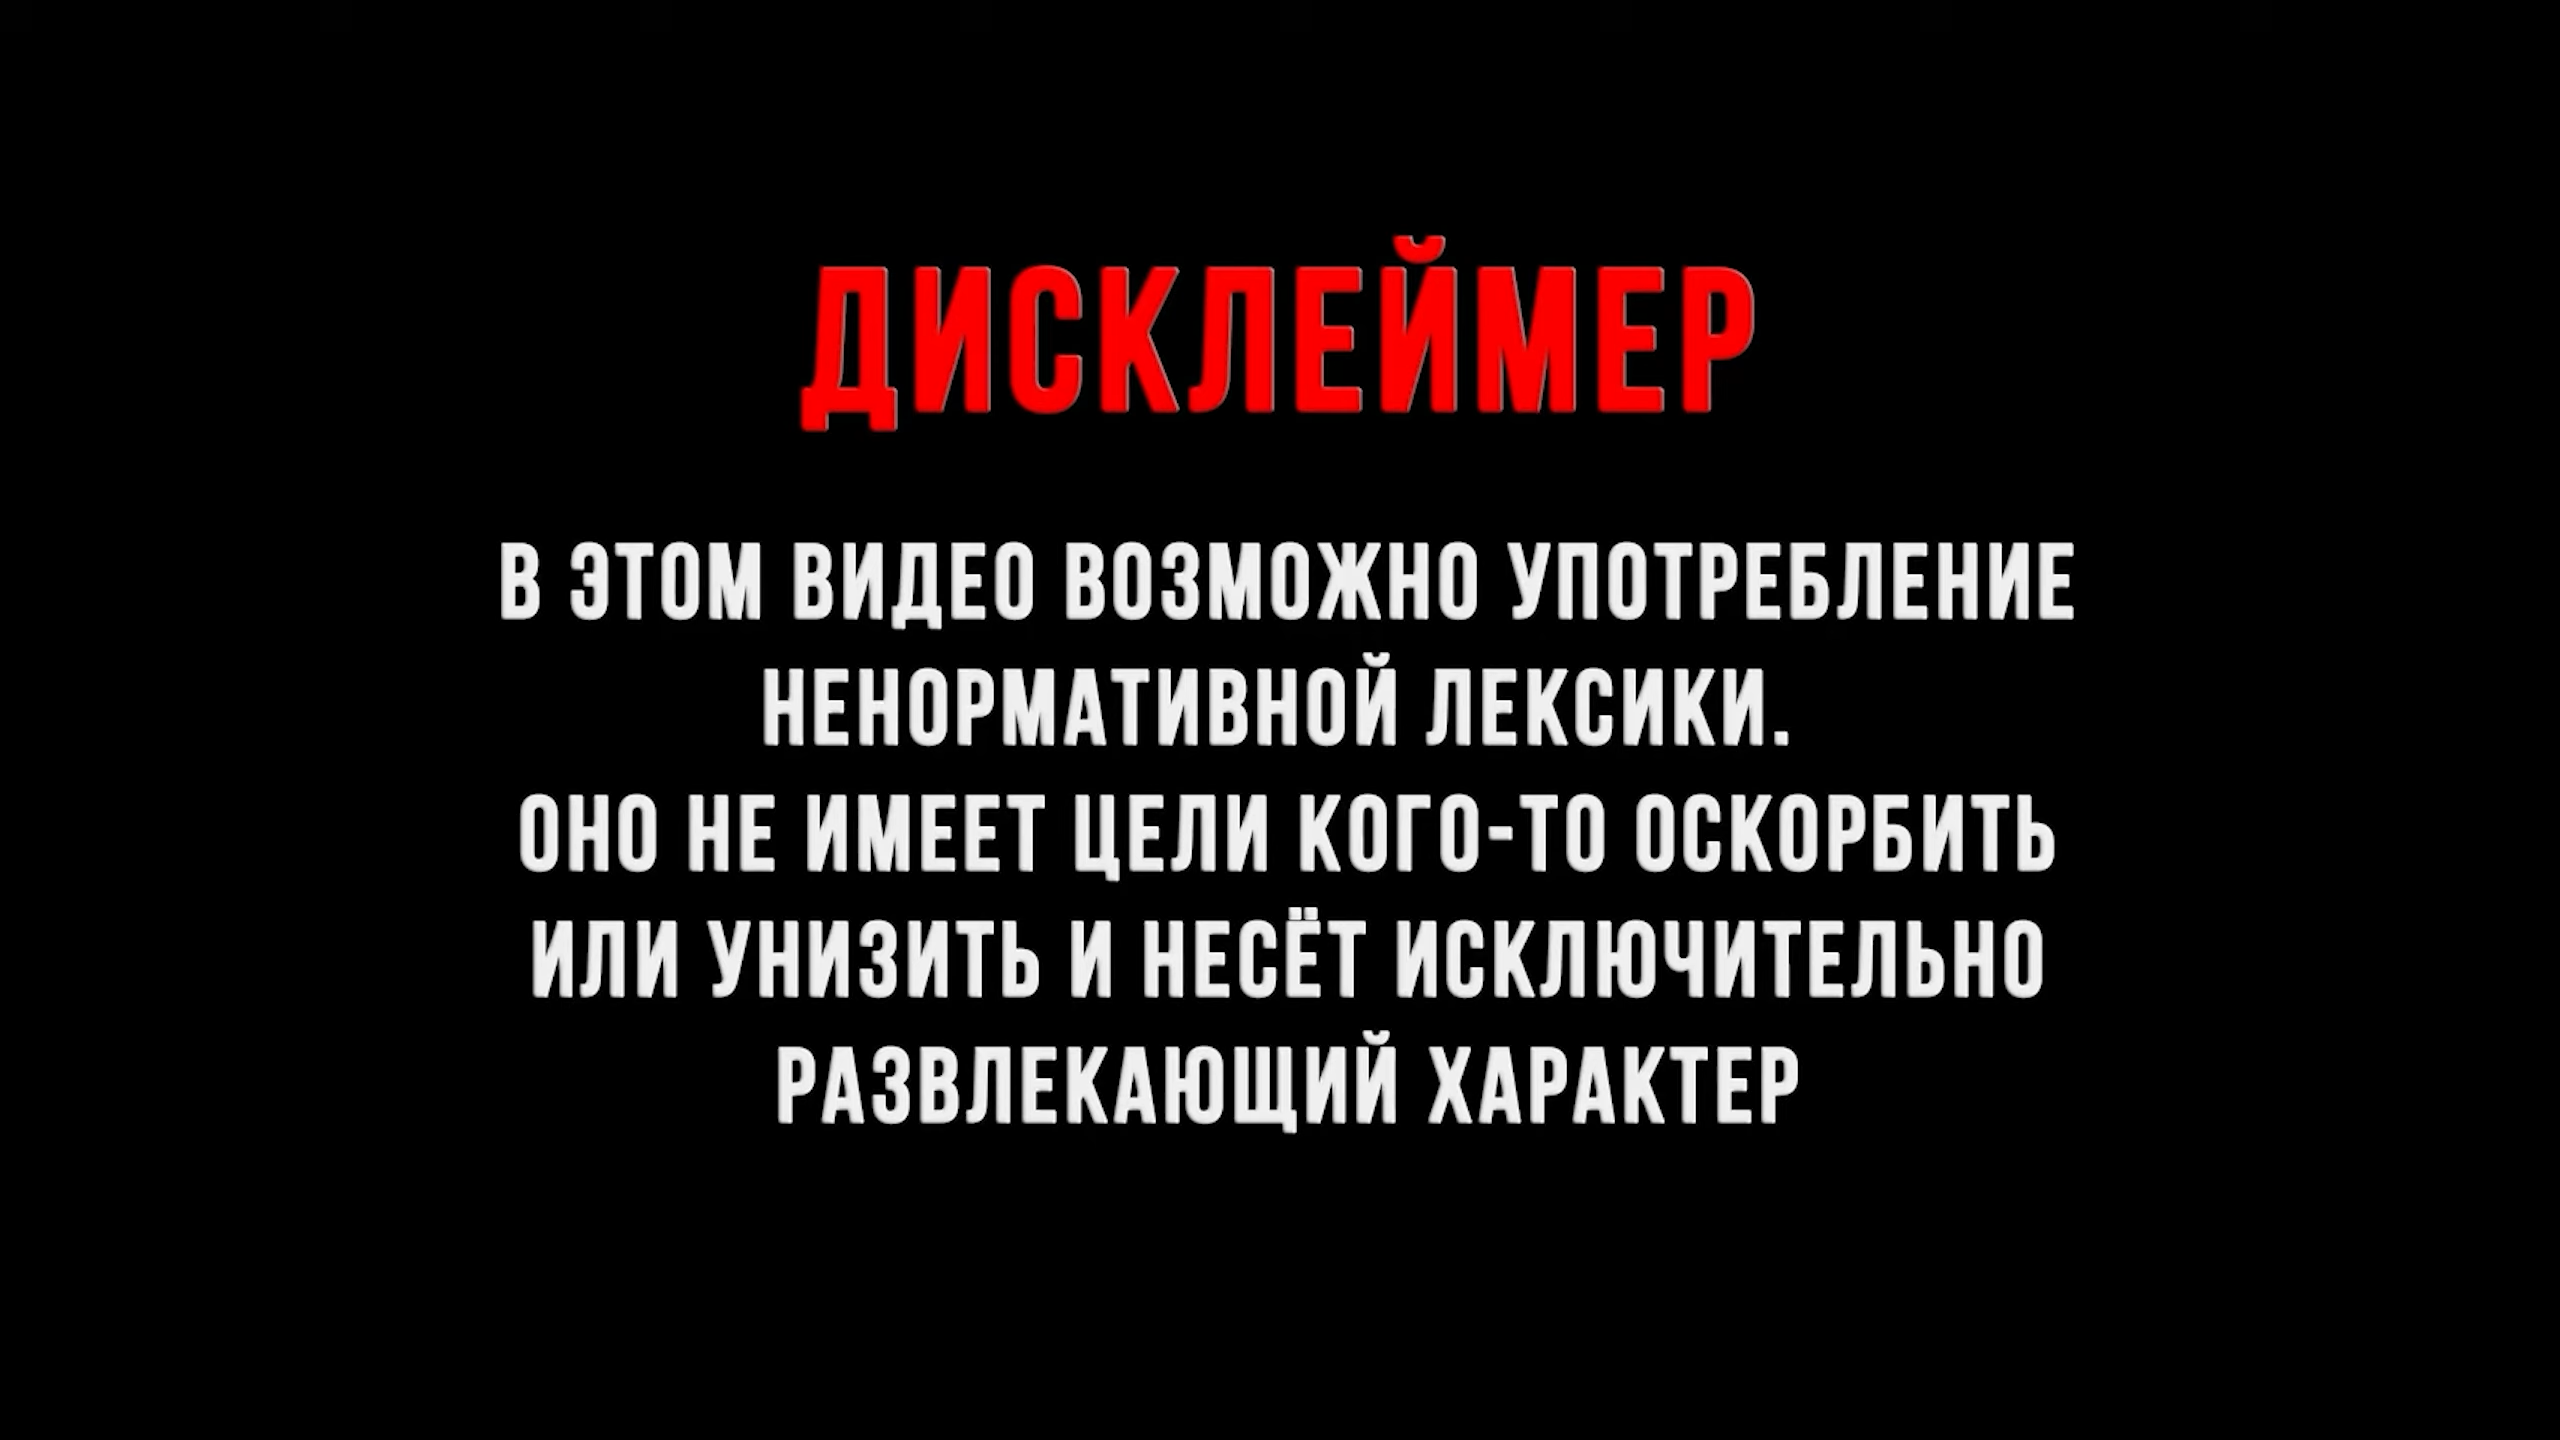 ДИСКЛЕЙМЕР
В ЭТОМ ВИДЕО ВОЗМОЖНО УПОТРЕБЛЕНИЕ
НЕНОРМАТИВНОЙ ЛЕКСИКИ.
ОНО НЕ ИМЕЕТ ЦЕЛИ КОГО-ТО ОСКОРБИТЬ
ИЛИ УНИЗИТЬ И НЕСЁТ ИСКЛЮЧИТЕЛЬНО
РАЗВЛЕКАЮЩИЙ ХАРАКТЕР